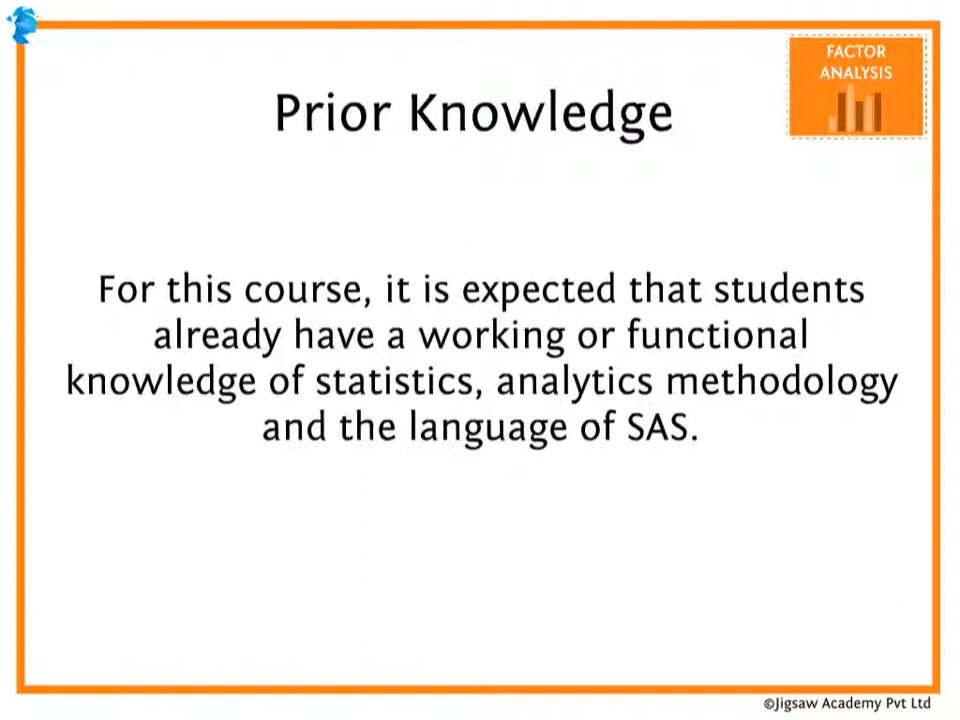 FACTOR
ANALYSIS
Prior Knowledge
For this course, it is expected that students
already have a working or functional
knowledge of statistics, analytics methodology
and the language of SAS.
©Jigsaw Academy Pvt Ltd